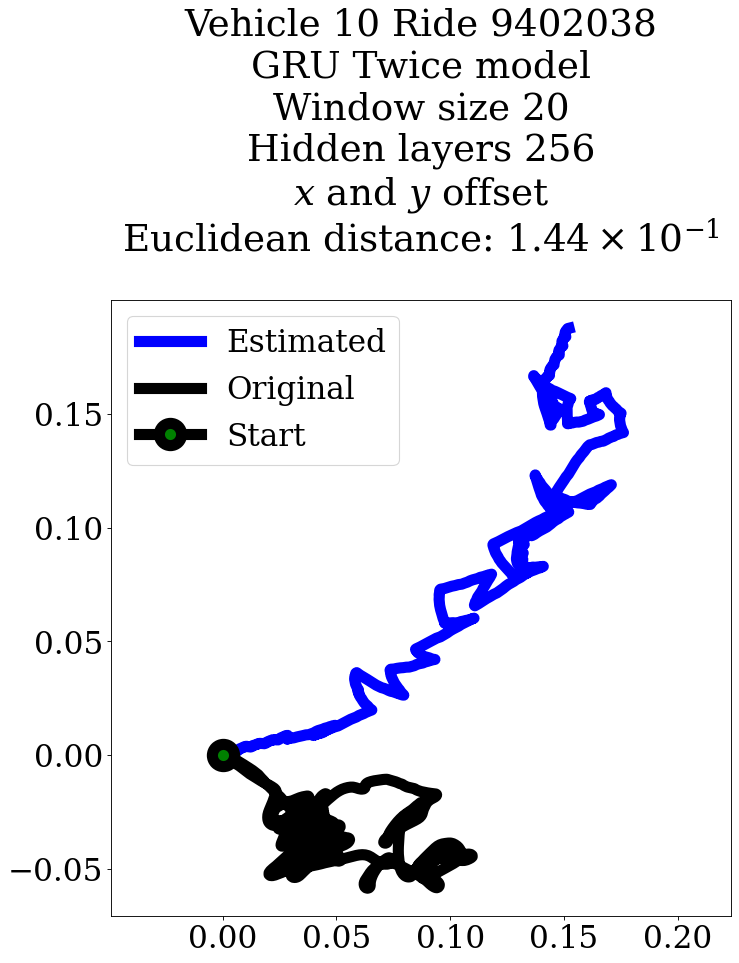 Vehicle 10 Ride 9402038
GRU Twice model
Window size 20
Hidden layers 256
x and y offset
Euclidean distance: 1.44 × 10⁻¹
Estimated
Original
Start
0.15
0.10
0.05
0.00
−0.05
0.00 0.05 0.10 0.15 0.20